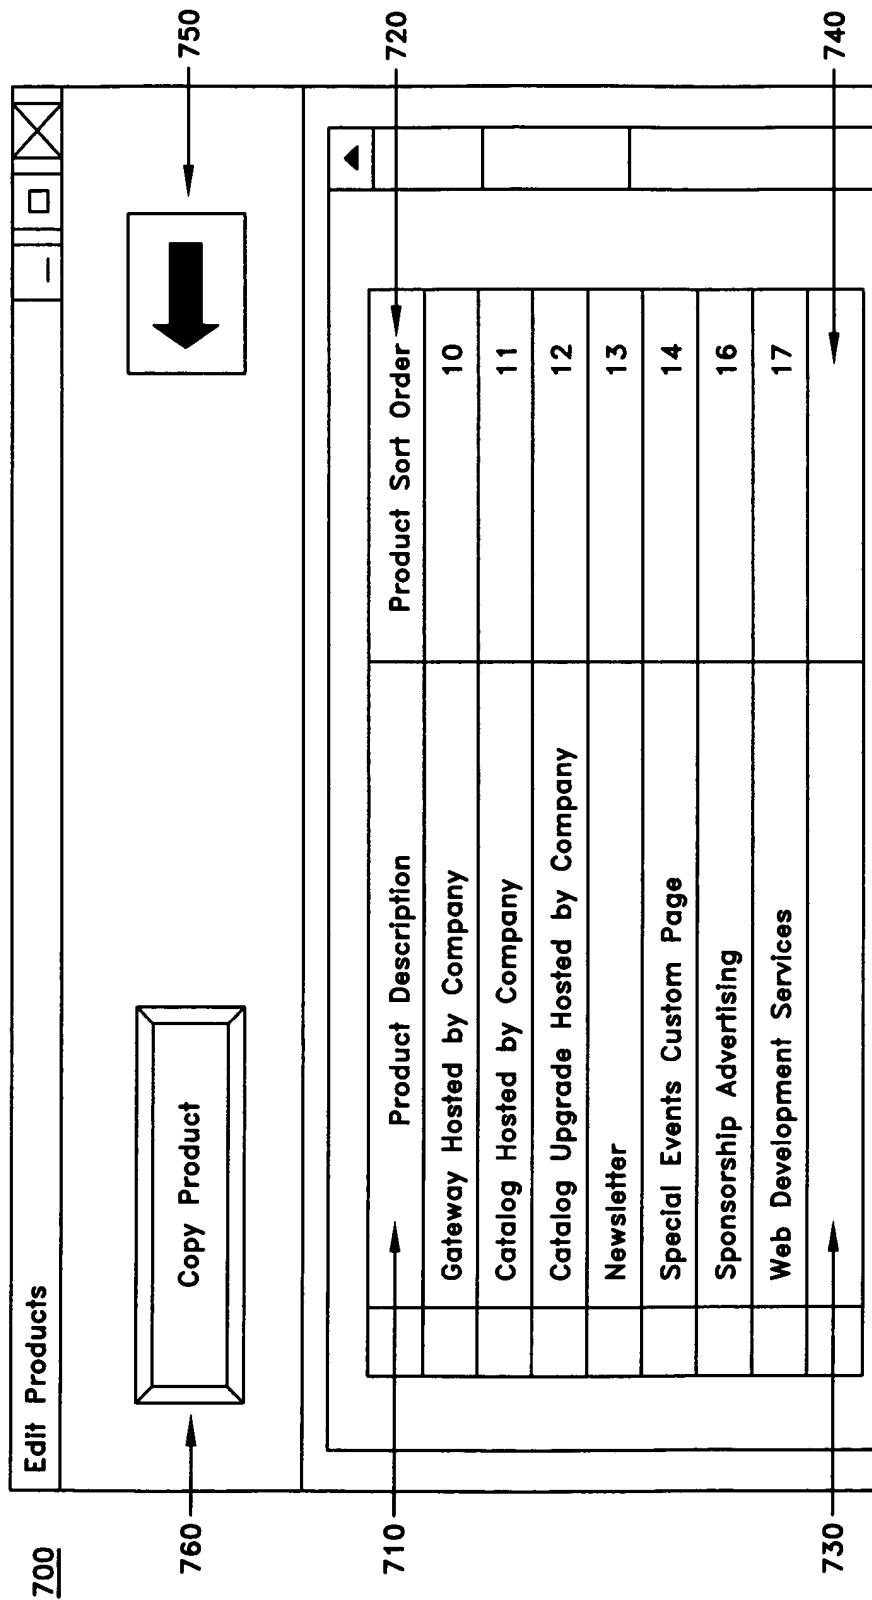 700
Edit Products
760
Copy Product
750
710
Product Description Product Sort Order
720
Gateway Hosted by Company 10
Catalog Hosted by Company 11
Catalog Upgrade Hosted by Company 12
Newsletter 13
Special Events Custom Page 14
Sponsorship Advertising 16
Web Development Services 17
730
740